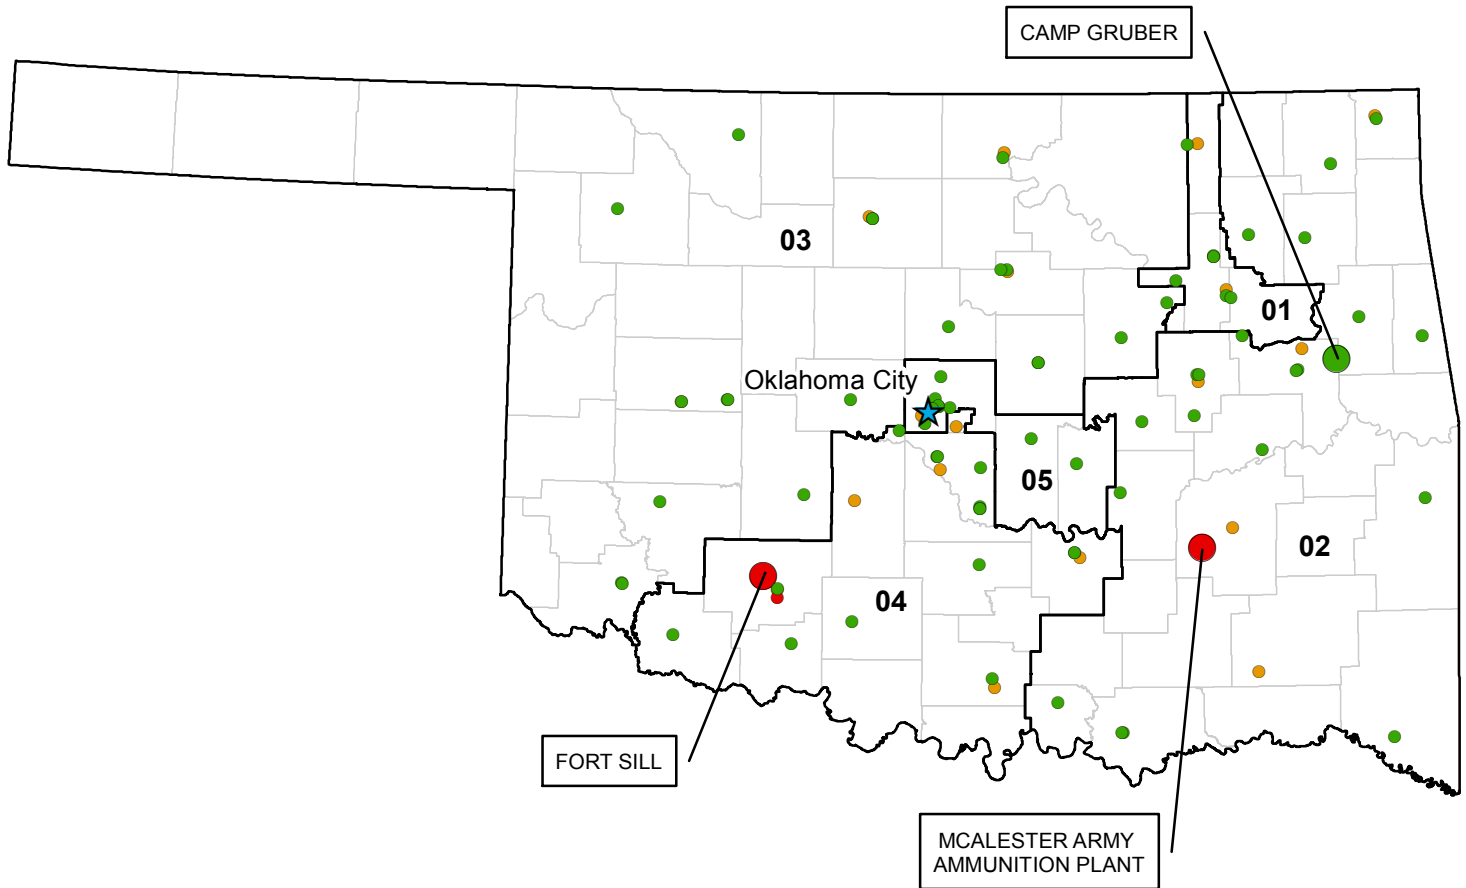 CAMP GRUBER
03
01
Oklahoma City
05
02
04
FORT SILL
MCALESTER ARMY
AMMUNITION PLANT